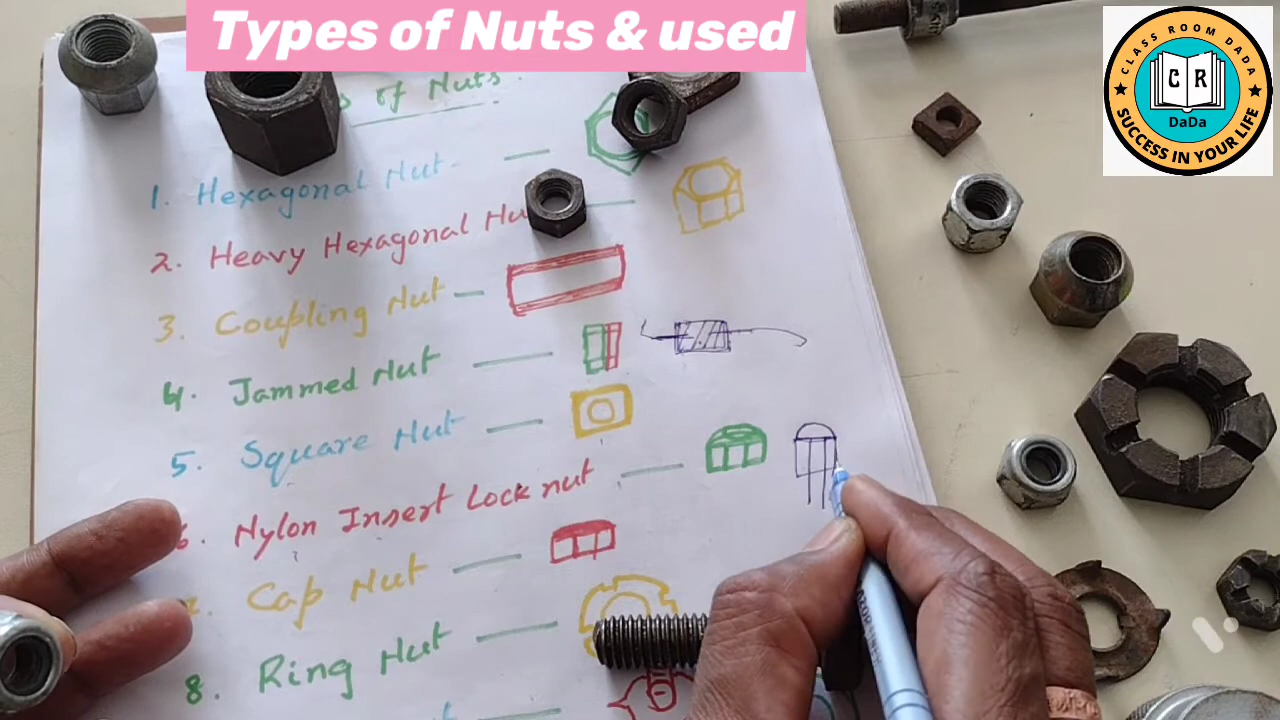 Types of Nuts & used
CLASS ROOM DADA
CR
DaDa
SUCCESS IN YOUR LIFE
of Nuts
1. Hexagonal Nut
2. Heavy Hexagonal Nu
3. Coupling Nut
4. Jammed Nut
5. Square Nut
6. Nylon Insert Lock nut
Cap Nut
8. Ring Nut